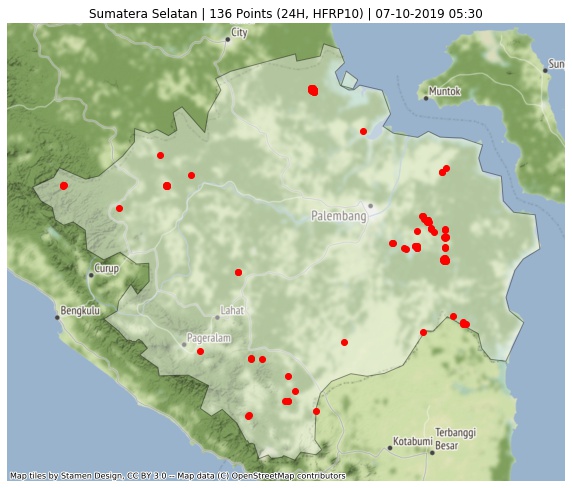 Sumatera Selatan | 136 Points (24H, HFRP10) | 07-10-2019 05:30
City
Sun
Muntok
Palembang
Curup
Bengkulu
Lahat
Pageralam
Kotabumi
Terbanggi
Besar
Map tiles by Stamen Design, CC BY 3.0 -- Map data (C) OpenStreetMap contributors